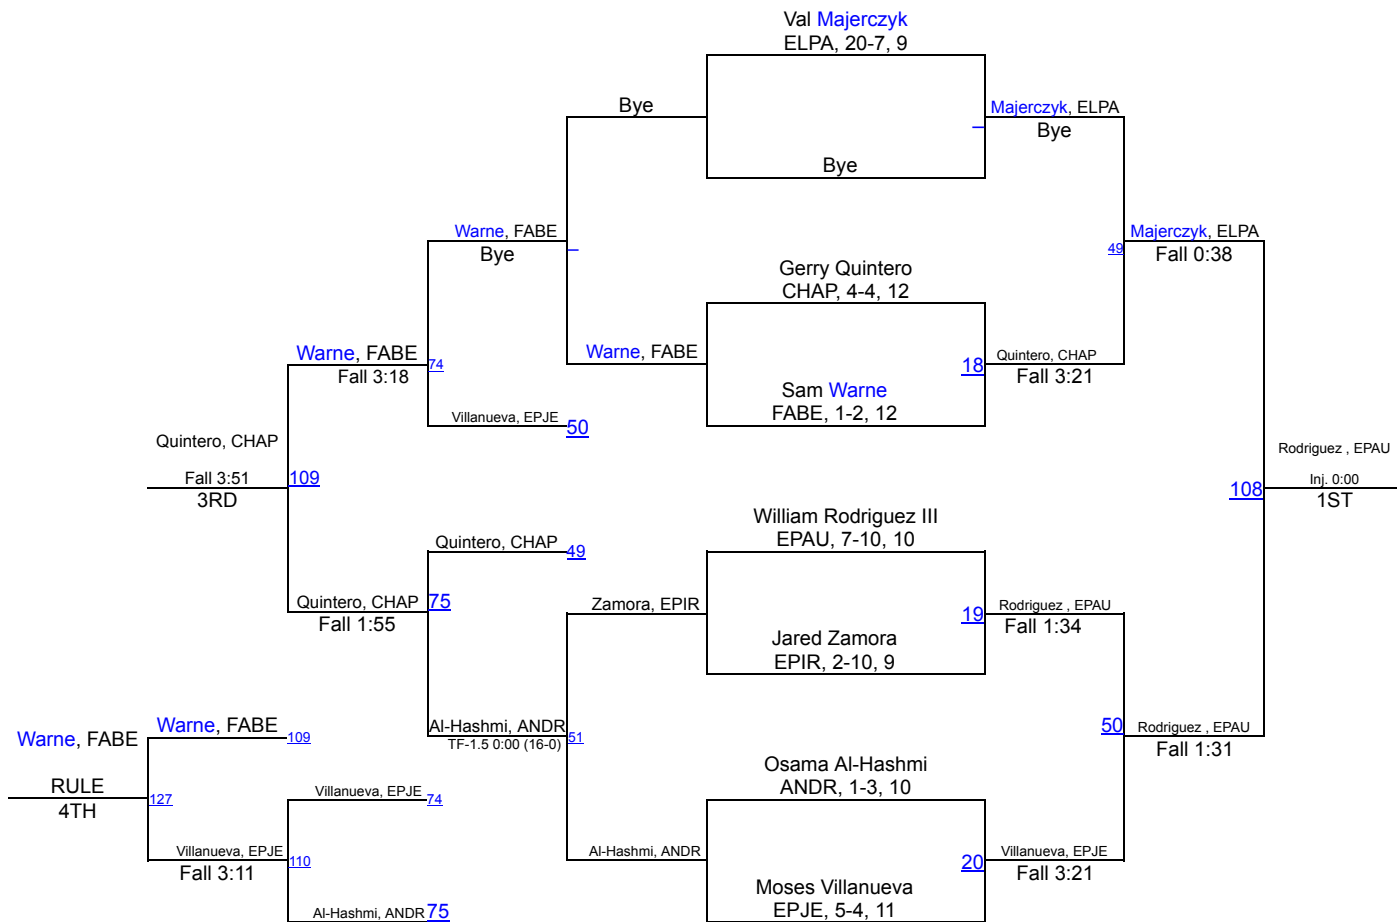 Val Majerczyk
ELPA, 20-7, 9
Bye
Majerczyk, ELPA
Bye
Bye
Warne, FABE
Bye
Majerczyk, ELPA
49
Fall 0:38
Gerry Quintero
CHAP, 4-4, 12
Warne, FABE
Fall 3:18
74
Warne, FABE
18
Quintero, CHAP
Fall 3:21
Sam Warne
FABE, 1-2, 12
Villanueva, EPJE
50
Quintero, CHAP
Fall 3:51
3RD
109
Rodriguez , EPAU
Inj. 0:00
1ST
108
William Rodriguez III
EPAU, 7-10, 10
Quintero, CHAP
49
Quintero, CHAP
Fall 1:55
75
Zamora, EPIR
19
Rodriguez , EPAU
Fall 1:34
Jared Zamora
EPIR, 2-10, 9
Warne, FABE
Warne, FABE
109
Al-Hashmi, ANDR
TF-1.5 0:00 (16-0)
51
50
Rodriguez , EPAU
Fall 1:31
RULE
4TH
127
Osama Al-Hashmi
ANDR, 1-3, 10
Villanueva, EPJE
74
Villanueva, EPJE
Fall 3:11
110
Al-Hashmi, ANDR
20
Villanueva, EPJE
Fall 3:21
Moses Villanueva
EPJE, 5-4, 11
Al-Hashmi, ANDR
75